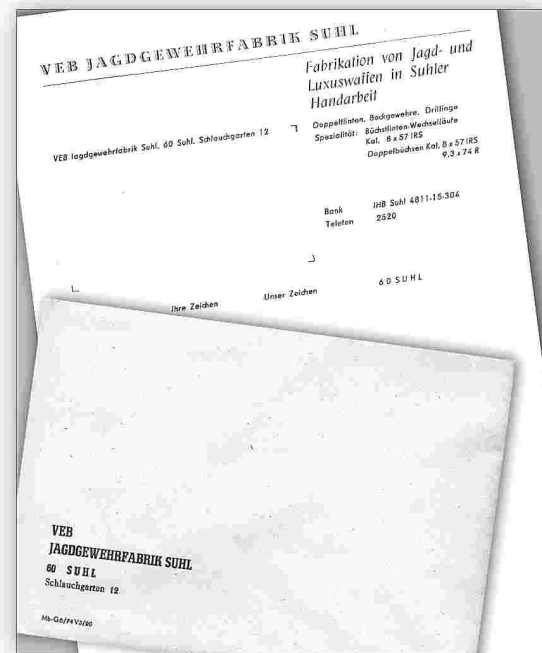 VEB JAGDGEWEHRFABRIK SUHL
Fabrikation von Jagd- und
Luxuswaffen in Suhler
Handarbeit
VEB Jagdgewehrfabrik Suhl, 60 Suhl, Schlauchgarten 12
Doppelflinten, Bockgewehre, Drillinge
Spezialität: Büchsflinten-Wechselläufe
Kal. 8 x 57 IRS
Doppelbüchsen Kal. 8 x 57 IRS
9,3 x 74 R
Bank IHB Suhl 4811-15-304
Telefon 2520
Ihre Zeichen Unser Zeichen 60 SUHL
VEB
JAGDGEWEHRFABRIK SUHL
60 SUHL
Schlauchgarten 12